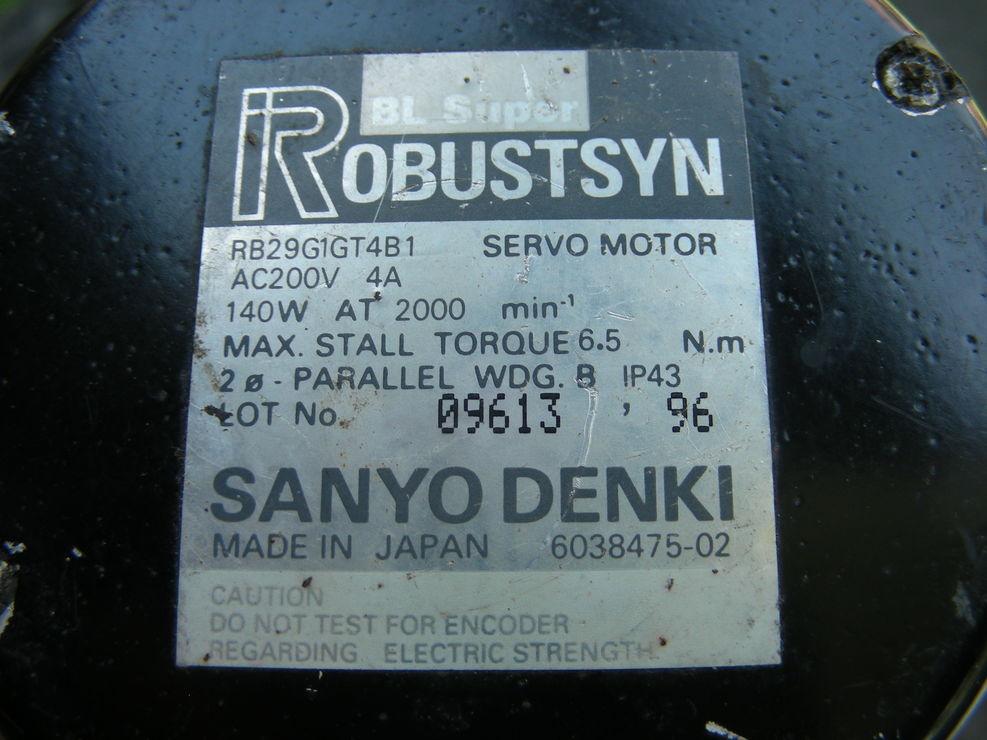 BL Super
ROBUSTSYN
RB29G1GT4B1 SERVO MOTOR
AC200V 4A
140W AT 2000 min-1
MAX. STALL TORQUE 6.5 N.m
2ø - PARALLEL WDG. B IP43
LOT No. 09613 ' 96
SANYO DENKI
MADE IN JAPAN 6038475-02
CAUTION
DO NOT TEST FOR ENCODER
REGARDING ELECTRIC STRENGTH